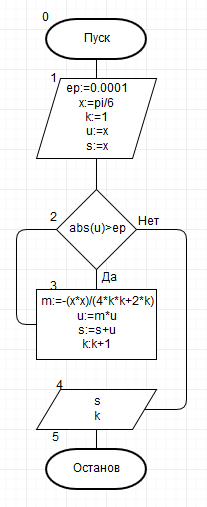 0
Пуск
1
ep:=0.0001
x:=pi/6
k:=1
u:=x
s:=x
2
abs(u)>ep
Нет
Да
3
m:=-(x*x)/(4*k*k+2*k)
u:=m*u
s:=s+u
k:k+1
4
s
k
5
Останов